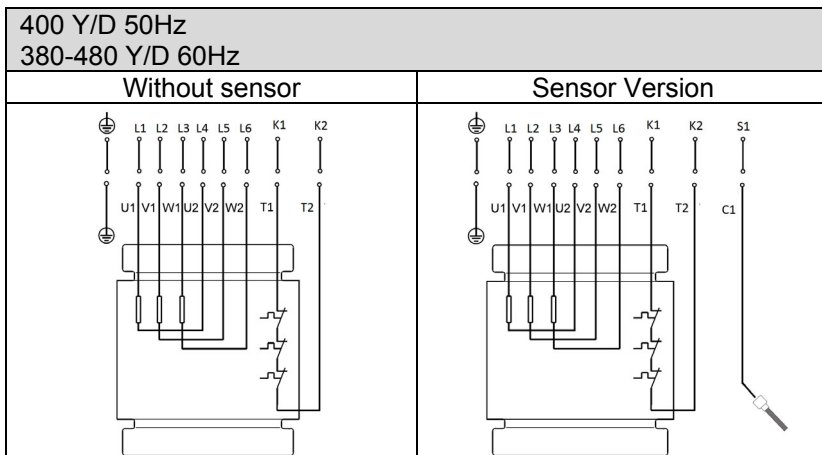 400 Y/D 50Hz
380-480 Y/D 60Hz
Without sensor
L1 L2 L3 L4 L5 L6 K1 K2
U1 V1 W1 U2 V2 W2 T1 T2
Sensor Version
L1 L2 L3 L4 L5 L6 K1 K2 S1
U1 V1 W1 U2 V2 W2 T1 T2 C1